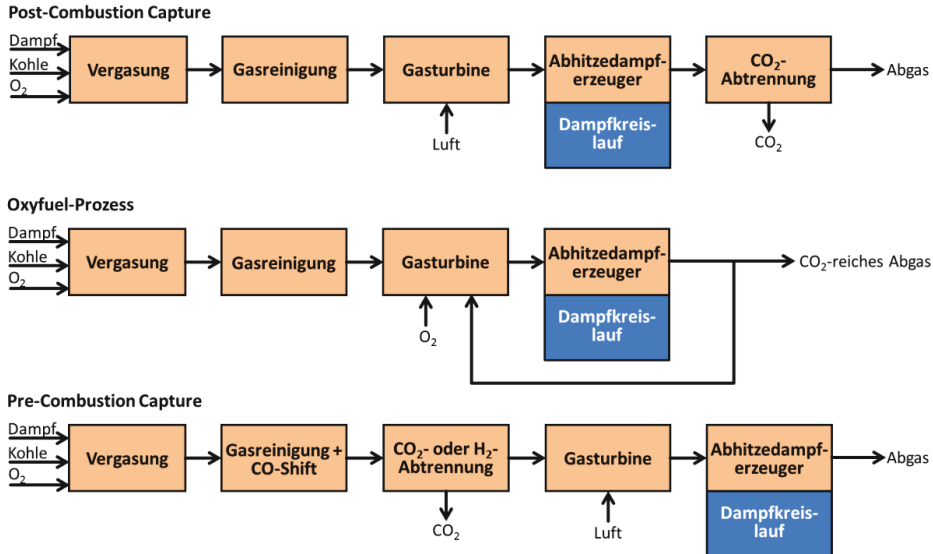 Post-Combustion Capture
Dampf
Kohle
O₂
Vergasung
Gasreinigung
Gasturbine
Luft
Abhitzedampf-
erzeuger
Dampfkreis-
lauf
CO₂-
Abtrennung
CO₂
Abgas
Oxyfuel-Prozess
Dampf
Kohle
O₂
Vergasung
Gasreinigung
Gasturbine
O₂
Abhitzedampf-
erzeuger
Dampfkreis-
lauf
CO₂-reiches Abgas
Pre-Combustion Capture
Dampf
Kohle
O₂
Vergasung
Gasreinigung +
CO-Shift
CO₂- oder H₂-
Abtrennung
CO₂
Gasturbine
Luft
Abhitzedampf-
erzeuger
Dampfkreis-
lauf
Abgas